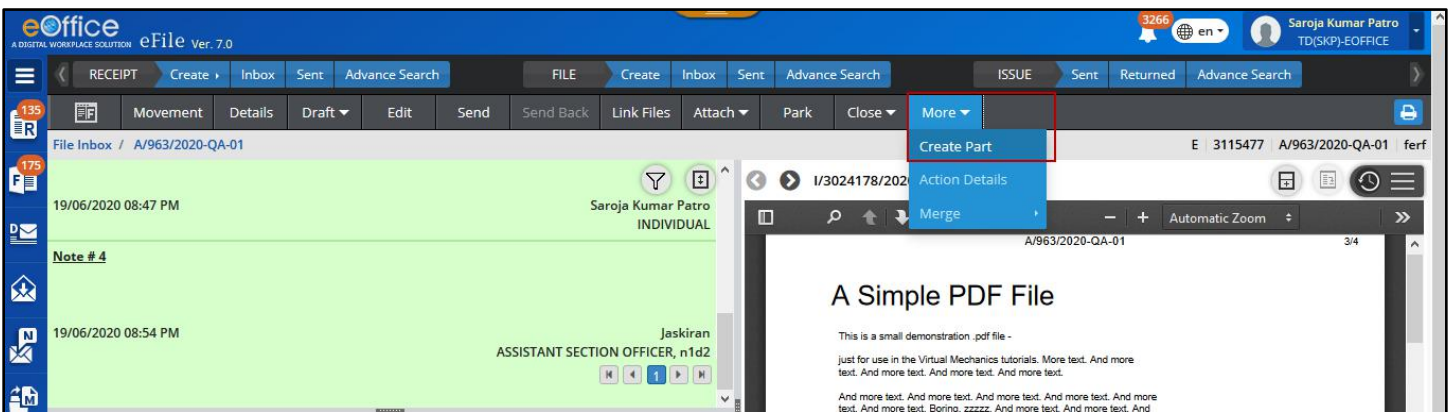 eOffice
A DIGITAL WORKPLACE SOLUTION eFile Ver. 7.0
3266
en
Saroja Kumar Patro
TD(SKP)-EOFFICE
RECEIPT Create Inbox Sent Advance Search FILE Create Inbox Sent Advance Search ISSUE Sent Returned Advance Search
135
R
F Movement Details Draft Edit Send Send Back Link Files Attach Park Close More
File Inbox / A/963/2020-QA-01
Create Part
E 3115477 A/963/2020-QA-01 ferf
175
F
I/3024178/202
Action Details
19/06/2020 08:47 PM
Saroja Kumar Patro
INDIVIDUAL
Merge
Automatic Zoom
D
Note # 4
A/963/2020-QA-01 3/4
A Simple PDF File
N
19/06/2020 08:54 PM
Jaskiran
ASSISTANT SECTION OFFICER, n1d2
1
M
This is a small demonstration .pdf file -
just for use in the Virtual Mechanics tutorials. More text. And more
text. And more text. And more text. And more text.
And more text. And more text. And more text. And more text. And more
text. And more text. Boring, zzzzz. And more text. And more text. And